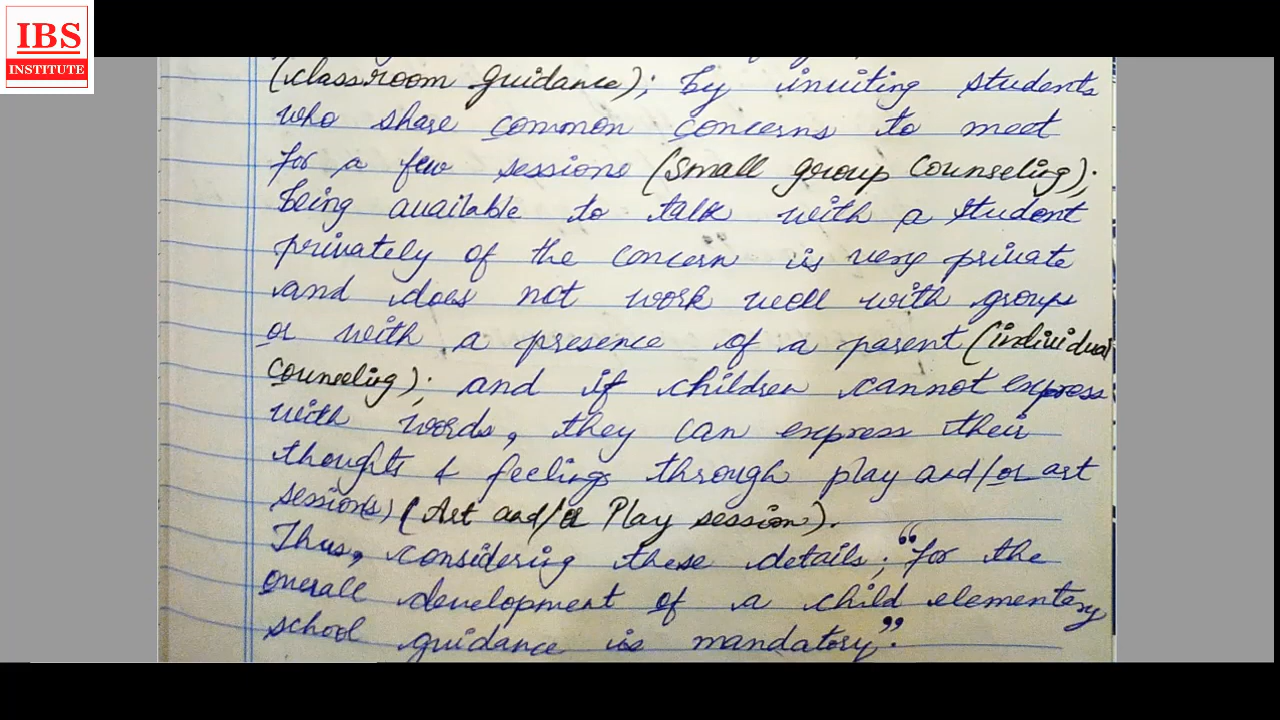 IBS
INSTITUTE
(classroom guidance); by inviting students
who share common concerns to meet
for a few sessions (small group counseling);
being available to talk with a student
privately of the concern is very private
and does not work well with groups
or with a presence of a parent (individual
counseling); and if children cannot express
with words, they can express their
thoughts & feelings through play and/or art
session(s) (Art and/or Play session).
Thus, considering these details; "for the
overall development of a child elementary
school guidance is mandatory".